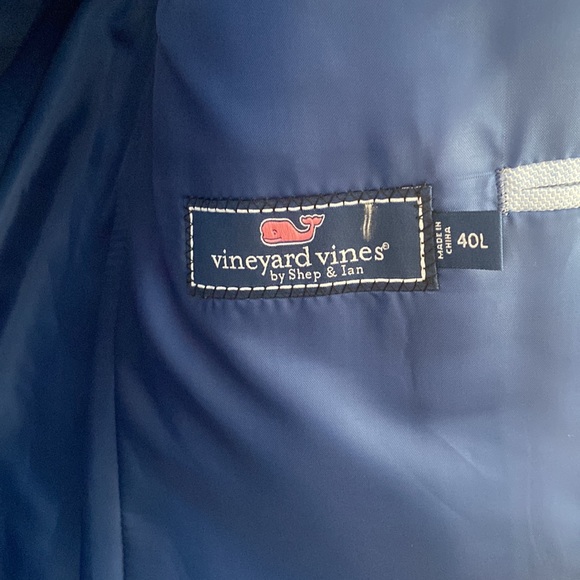 vineyard vines®
by Shep & Ian
MADE IN
CHINA
40L